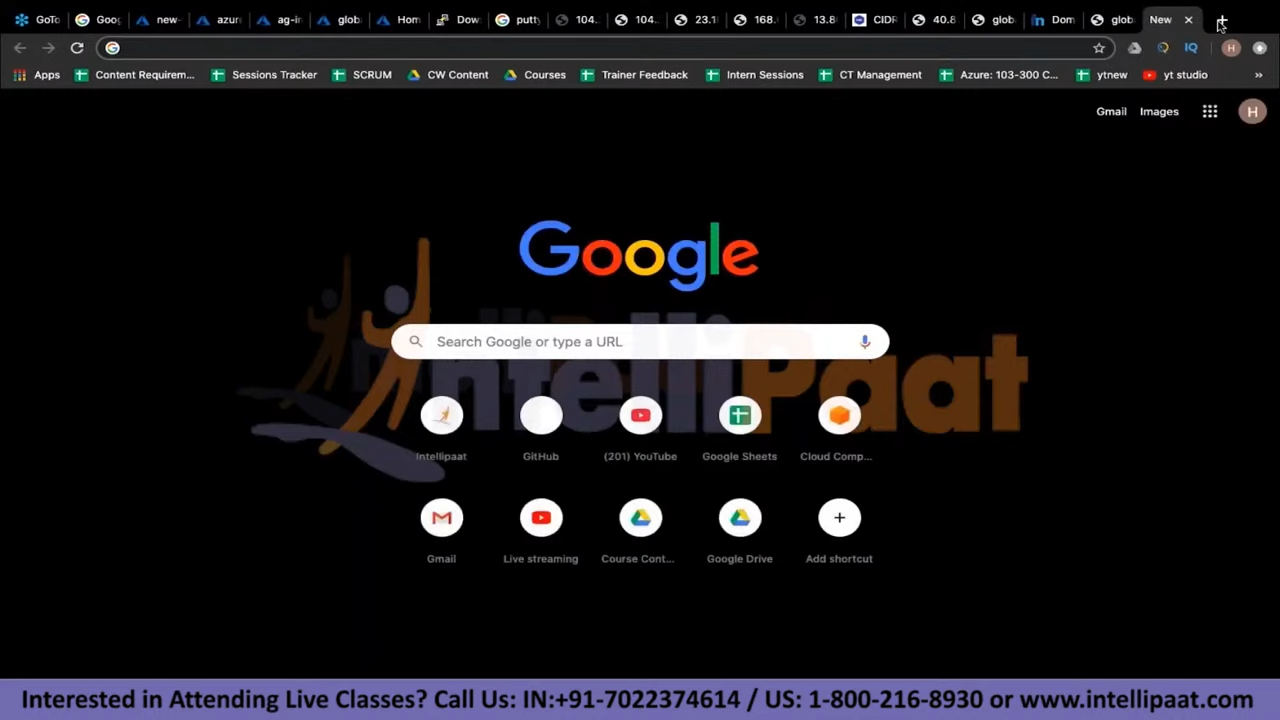 GoTo Goog new- azur ag-in glob Hom Dow putty 104. 104. 23.1 168. 13.8 CIDR 40.8 glob Dom glob New
Apps Content Requirem... Sessions Tracker SCRUM CW Content Courses Trainer Feedback Intern Sessions CT Management Azure: 103-300 C... ytnew yt studio »
Gmail Images H
Google
IntelliPaat
Search Google or type a URL
Intellipaat GitHub (201) YouTube Google Sheets Cloud Comp...
Gmail Live streaming Course Cont... Google Drive Add shortcut
Interested in Attending Live Classes? Call Us: IN:+91-7022374614 / US: 1-800-216-8930 or www.intellipaat.com